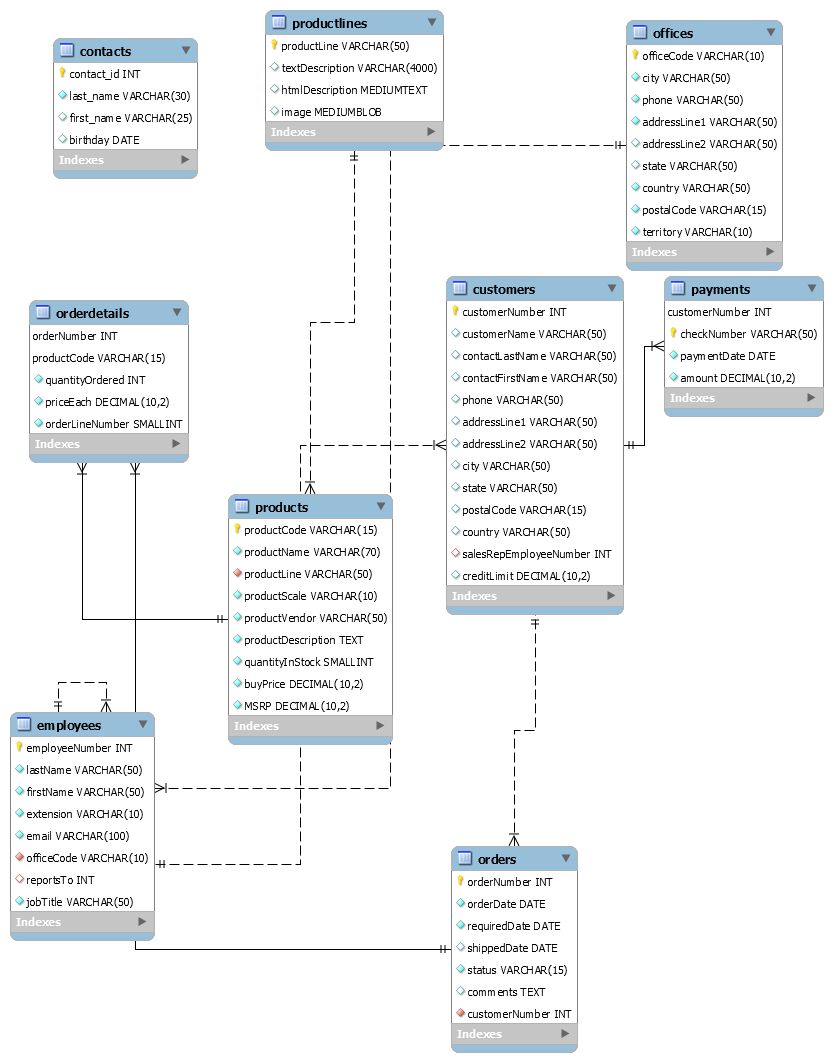 contacts
contact_id INT
last_name VARCHAR(30)
first_name VARCHAR(25)
birthday DATE
Indexes
productlines
productLine VARCHAR(50)
textDescription VARCHAR(4000)
htmlDescription MEDIUMTEXT
image MEDIUMBLOB
Indexes
offices
officeCode VARCHAR(10)
city VARCHAR(50)
phone VARCHAR(50)
addressLine1 VARCHAR(50)
addressLine2 VARCHAR(50)
state VARCHAR(50)
country VARCHAR(50)
postalCode VARCHAR(15)
territory VARCHAR(10)
Indexes
orderdetails
orderNumber INT
productCode VARCHAR(15)
quantityOrdered INT
priceEach DECIMAL(10,2)
orderLineNumber SMALLINT
Indexes
customers
customerNumber INT
customerName VARCHAR(50)
contactLastName VARCHAR(50)
contactFirstName VARCHAR(50)
phone VARCHAR(50)
addressLine1 VARCHAR(50)
addressLine2 VARCHAR(50)
city VARCHAR(50)
state VARCHAR(50)
postalCode VARCHAR(15)
country VARCHAR(50)
salesRepEmployeeNumber INT
creditLimit DECIMAL(10,2)
Indexes
payments
customerNumber INT
checkNumber VARCHAR(50)
paymentDate DATE
amount DECIMAL(10,2)
Indexes
products
productCode VARCHAR(15)
productName VARCHAR(70)
productLine VARCHAR(50)
productScale VARCHAR(10)
productVendor VARCHAR(50)
productDescription TEXT
quantityInStock SMALLINT
buyPrice DECIMAL(10,2)
MSRP DECIMAL(10,2)
Indexes
employees
employeeNumber INT
lastName VARCHAR(50)
firstName VARCHAR(50)
extension VARCHAR(10)
email VARCHAR(100)
officeCode VARCHAR(10)
reportsTo INT
jobTitle VARCHAR(50)
Indexes
orders
orderNumber INT
orderDate DATE
requiredDate DATE
shippedDate DATE
status VARCHAR(15)
comments TEXT
customerNumber INT
Indexes